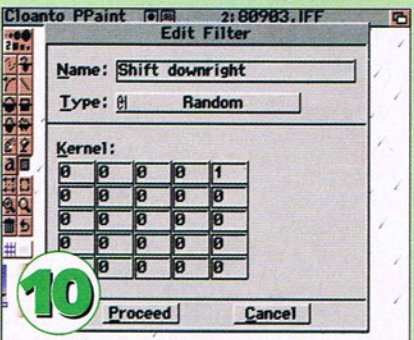 Cloanto PPaint 2:80903.IFF
Edit Filter
Name: Shift downright
Type: Random
Kernel:
0 0 0 0 1
0 0 0 0 0
0 0 0 0 0
0 0 0 0 0
0 0 0 0
10
Proceed Cancel